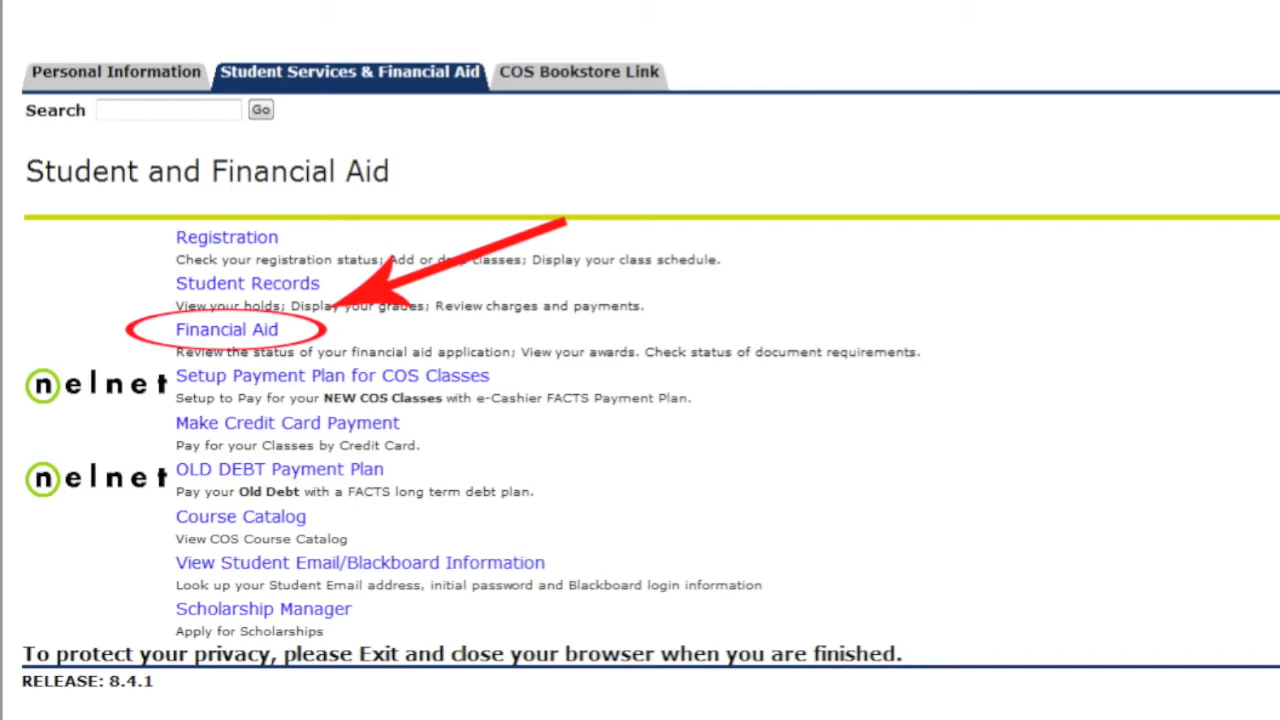 Personal Information Student Services & Financial Aid COS Bookstore Link
Search Go
Student and Financial Aid
Registration
Check your registration status; Add or drop classes; Display your class schedule.
Student Records
View your holds; Display your grades; Review charges and payments.
Financial Aid
Review the status of your financial aid application; View your awards. Check status of document requirements.
nelnet Setup Payment Plan for COS Classes
Setup to Pay for your NEW COS Classes with e-Cashier FACTS Payment Plan.
Make Credit Card Payment
Pay for your Classes by Credit Card.
nelnet OLD DEBT Payment Plan
Pay your Old Debt with a FACTS long term debt plan.
Course Catalog
View COS Course Catalog
View Student Email/Blackboard Information
Look up your Student Email address, initial password and Blackboard login information
Scholarship Manager
Apply for Scholarships
To protect your privacy, please Exit and close your browser when you are finished.
RELEASE: 8.4.1